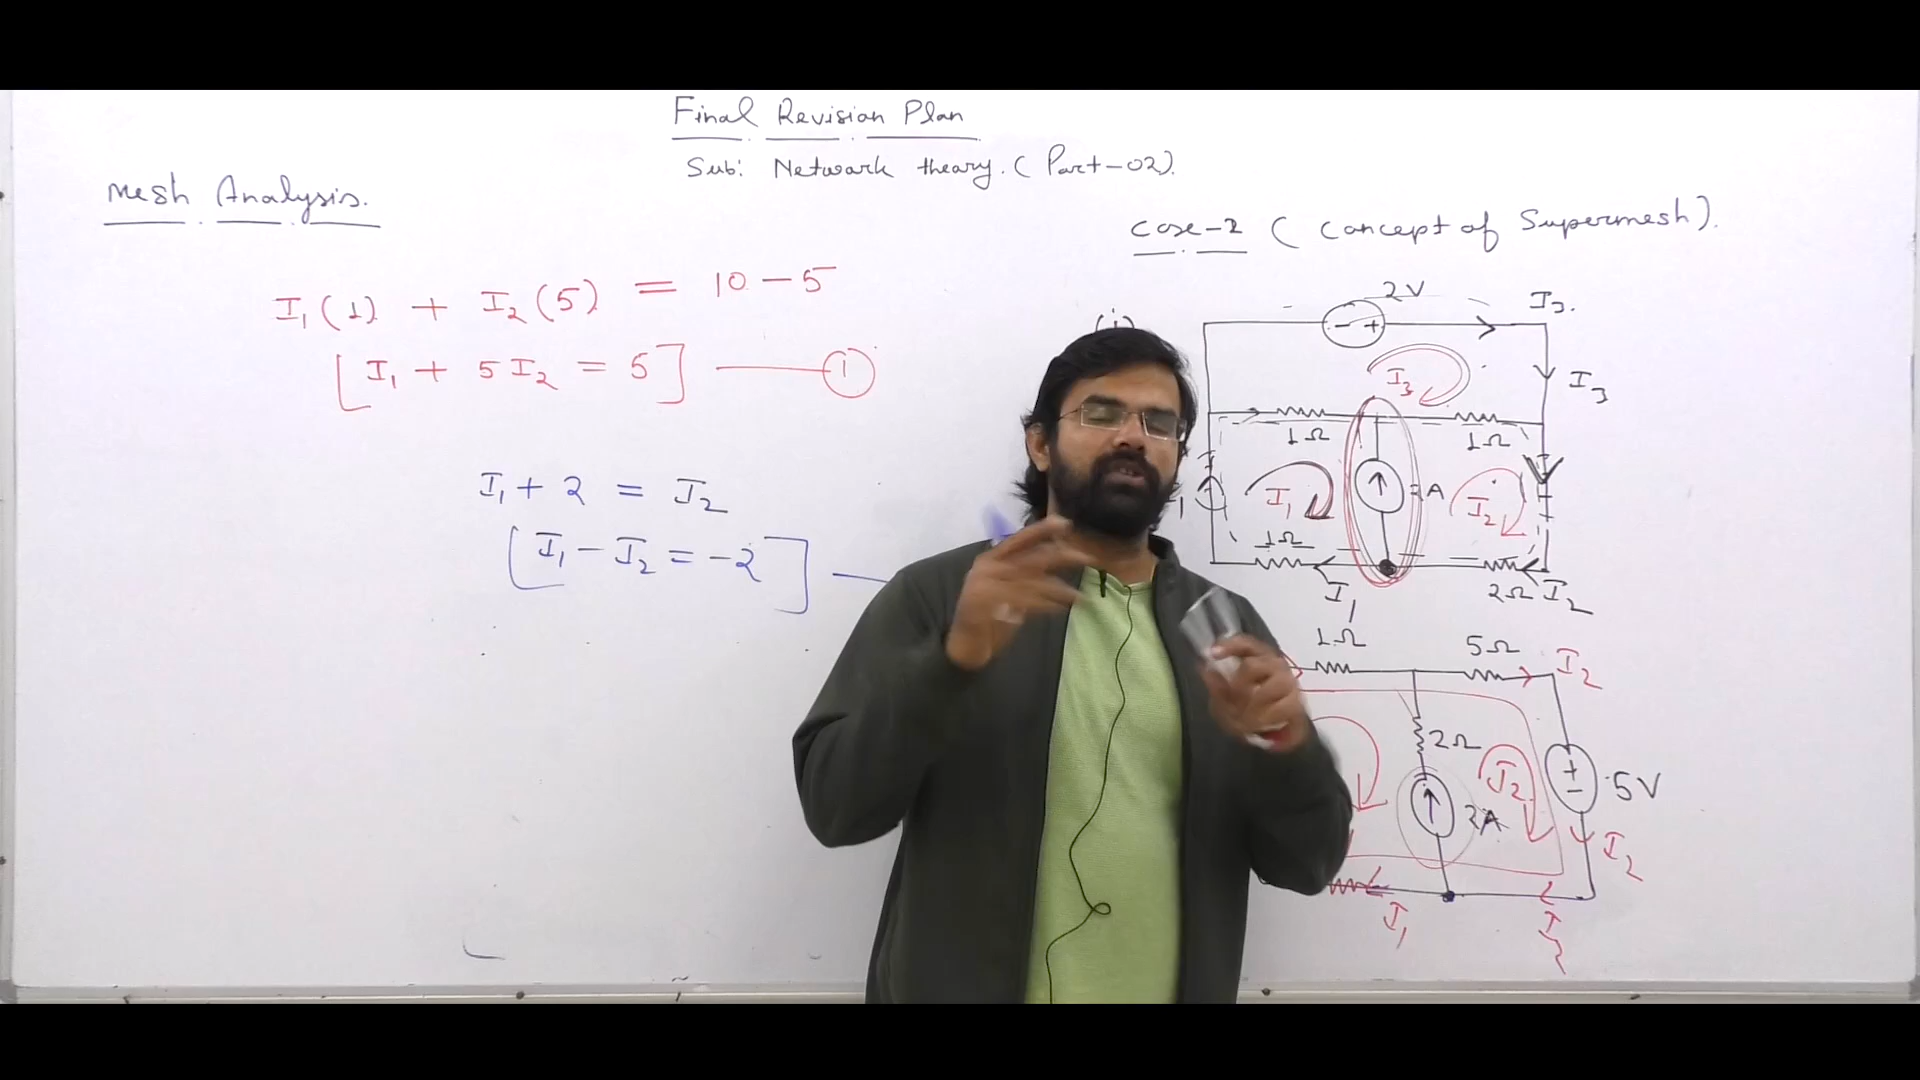 Final Revision Plan
Sub: Network theory. (Part-02).
Mesh Analysis.
Case-2 ( Concept of Supermesh).
I₁(1) + I₂(5) = 10 - 5
[I₁ + 5I₂ = 5] — ①
I₁ + 2 = I₂
[I₁ - I₂ = -2] —
(i)
2V
I₃.
I₃
I₃
1Ω
1Ω
I₁
I₂
1Ω
I₁
2Ω
I₂
1Ω
5Ω
I₂
2Ω
I₂
2A
5V
I₂
I₁